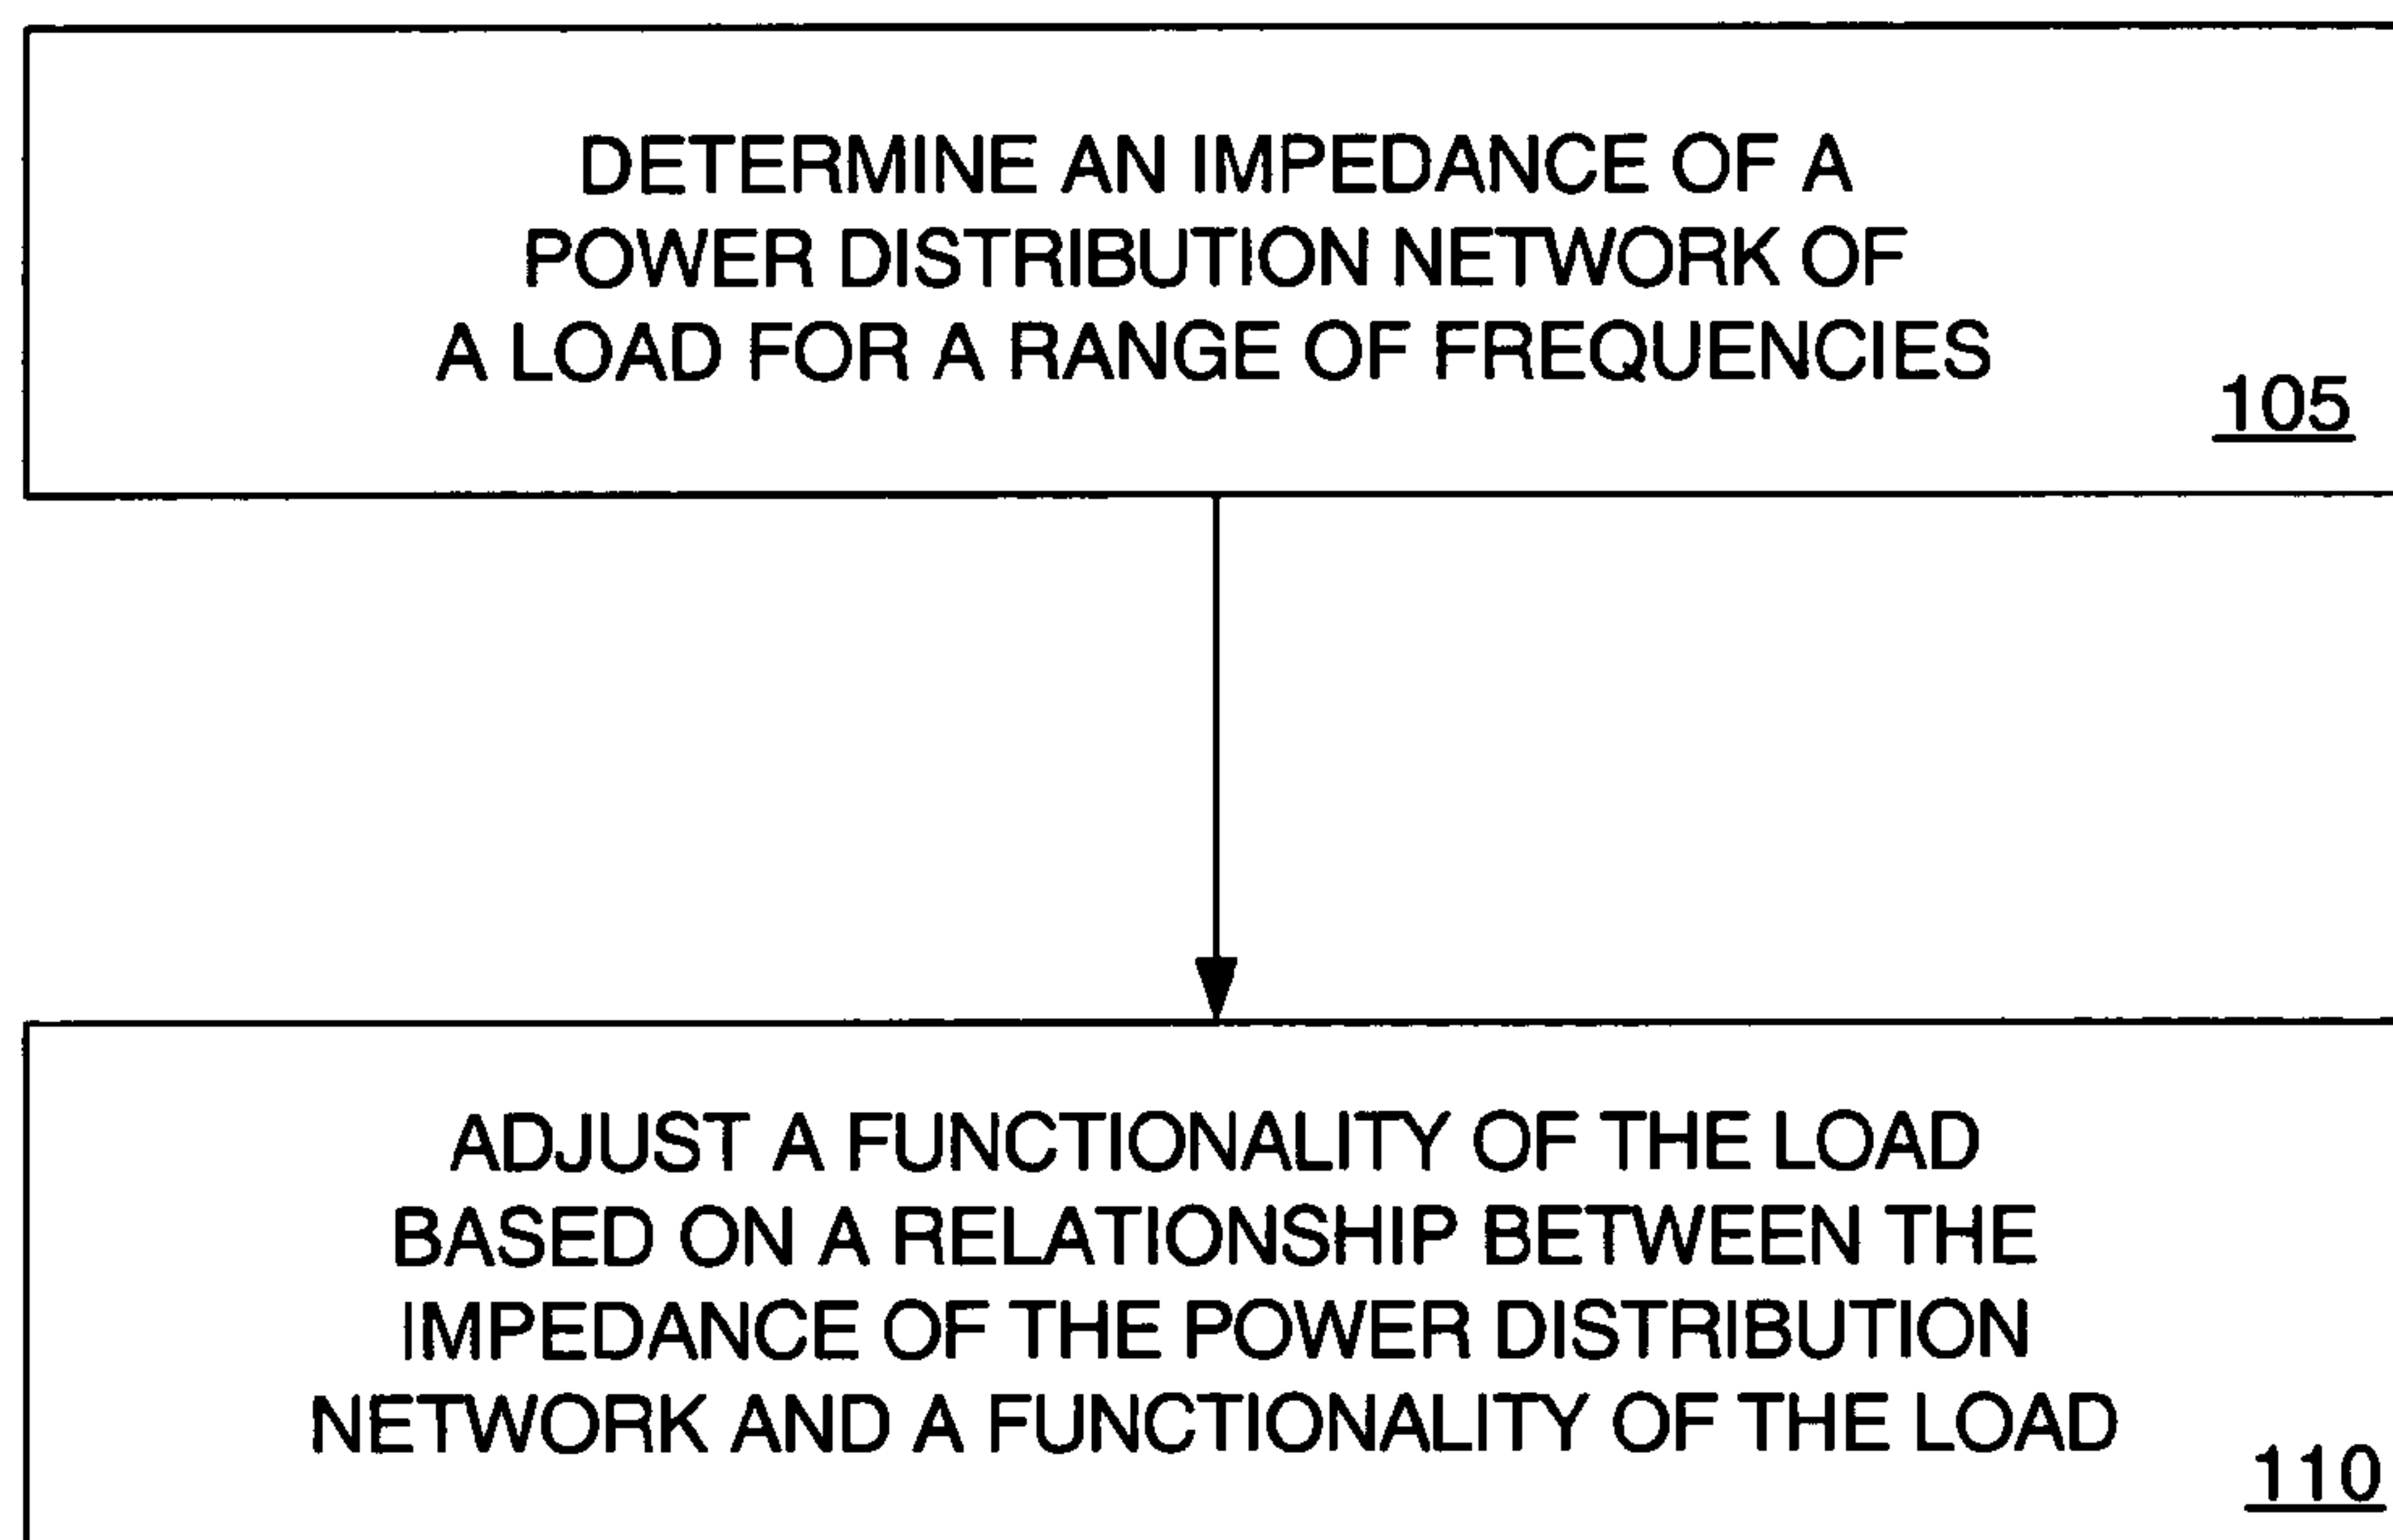 DETERMINE AN IMPEDANCE OF A
POWER DISTRIBUTION NETWORK OF
A LOAD FOR A RANGE OF FREQUENCIES
105
ADJUST A FUNCTIONALITY OF THE LOAD
BASED ON A RELATIONSHIP BETWEEN THE
IMPEDANCE OF THE POWER DISTRIBUTION
NETWORK AND A FUNCTIONALITY OF THE LOAD
110